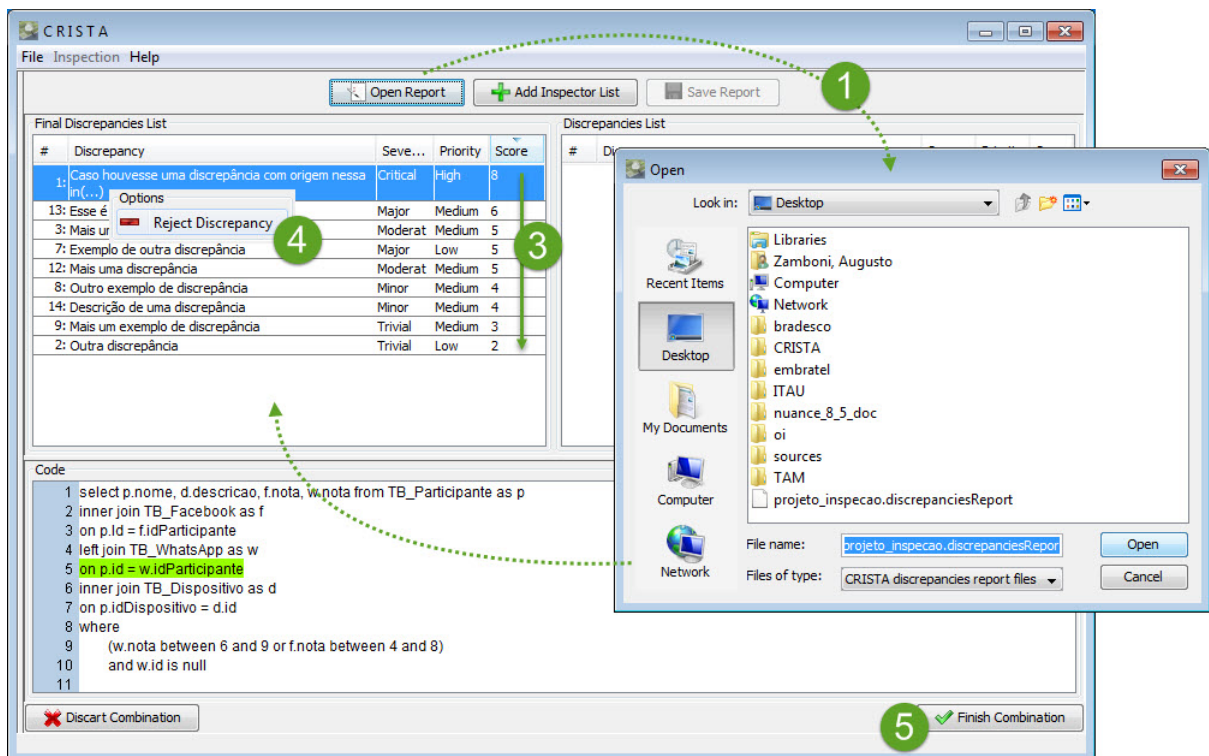 CRISTA
File Inspection Help
Open Report Add Inspector List Save Report
1
Final Discrepancies List
# Discrepancy Seve... Priority Score
1: Caso houvesse uma discrepância com origem nessa in(...) Critical High 8
13: Esse é Major Medium 6
3: Mais Moderat Medium 5
7: Exemplo de outra discrepância Major Low 5
12: Mais uma discrepância Moderat Medium 5
8: Outro exemplo de discrepância Minor Medium 4
14: Descrição de uma discrepância Minor Medium 4
9: Mais um exemplo de discrepância Trivial Medium 3
2: Outra discrepância Trivial Low 2
Options
Reject Discrepancy
4
3
Discrepancies List
#
Open
Look in: Desktop
Recent Items
Desktop
My Documents
Computer
Network
Libraries
Zamboni, Augusto
Computer
Network
bradesco
CRISTA
embratel
ITAU
nuance_8_5_doc
oi
sources
TAM
projeto_inspecao.discrepanciesReport
File name: projeto_inspecao.discrepanciesRepor
Open
Files of type: CRISTA discrepancies report files
Cancel
Code
1 select p.nome, d.descricao, f.nota, w.nota from TB_Participante as p
2 inner join TB_Facebook as f
3 on p.Id = f.idParticipante
4 left join TB_WhatsApp as w
5 on p.id = w.idParticipante
6 inner join TB_Dispositivo as d
7 on p.idDispositivo = d.id
8 where
9 (w.nota between 6 and 9 or f.nota between 4 and 8)
10 and w.id is null
11
Discart Combination
5
Finish Combination